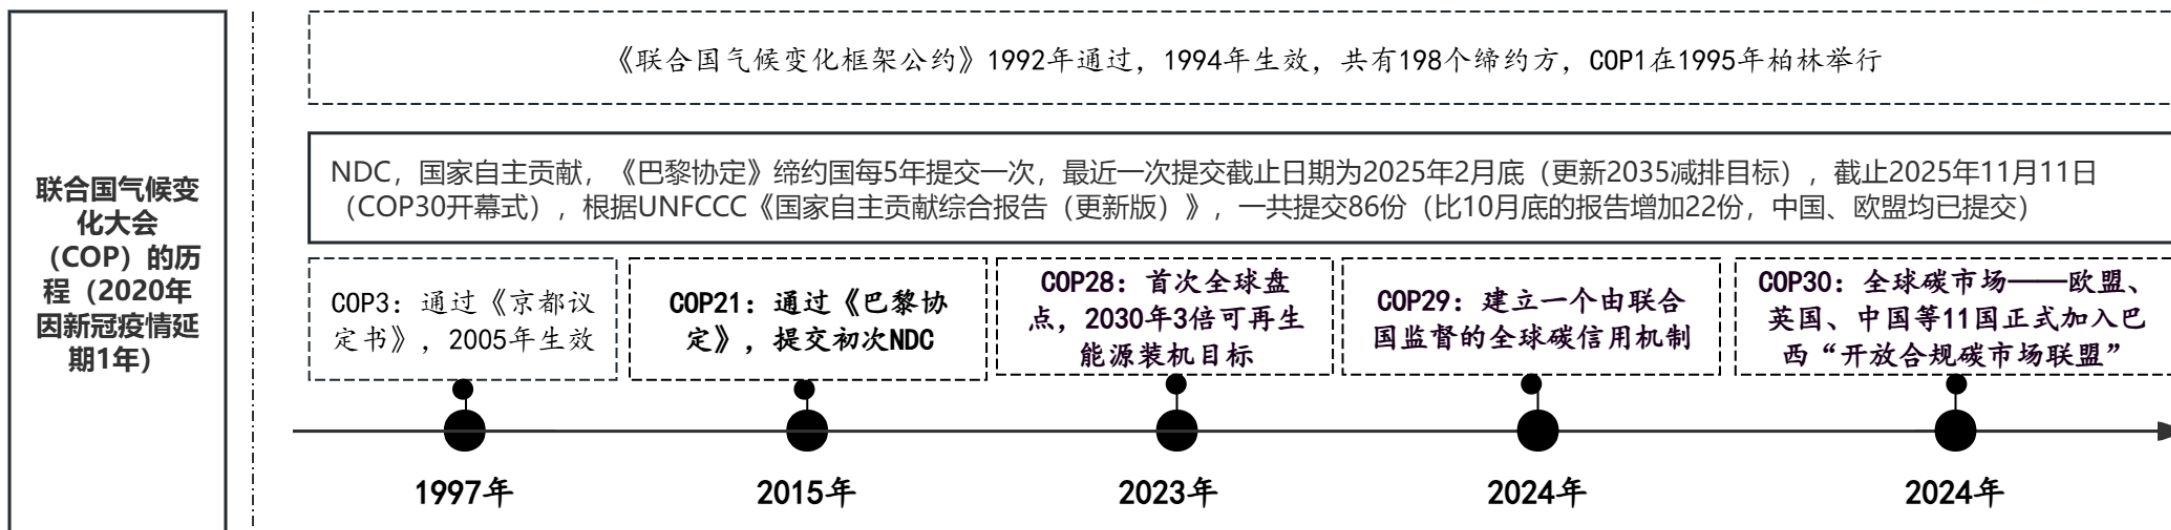 联合国气候变
化大会
（COP）的历
程（2020年
因新冠疫情延
期1年）
《联合国气候变化框架公约》1992年通过，1994年生效，共有198个缔约方，COP1在1995年柏林举行
NDC，国家自主贡献，《巴黎协定》缔约国每5年提交一次，最近一次提交截止日期为2025年2月底（更新2035减排目标），截止2025年11月11日
（COP30开幕式），根据UNFCCC《国家自主贡献综合报告（更新版）》，一共提交86份（比10月底的报告增加22份，中国、欧盟均已提交）
COP3：通过《京都议
定书》，2005年生效
COP21：通过《巴黎协
定》，提交初次NDC
COP28：首次全球盘
点，2030年3倍可再生
能源装机目标
COP29：建立一个由联合
国监督的全球碳信用机制
COP30：全球碳市场——欧盟、
英国、中国等11国正式加入巴
西“开放合规碳市场联盟”
1997年
2015年
2023年
2024年
2024年